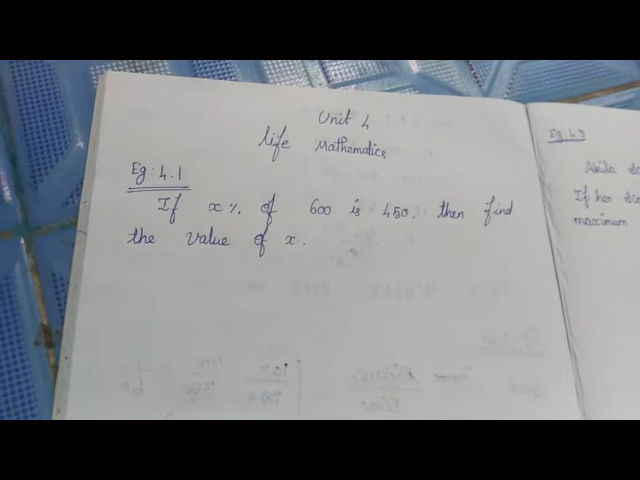 Unit 4
life Mathematics
Eg: 4.1
If x%. of 600 is 450. then find
the value of x.
Eg 4.3
Akila
If her
maximum